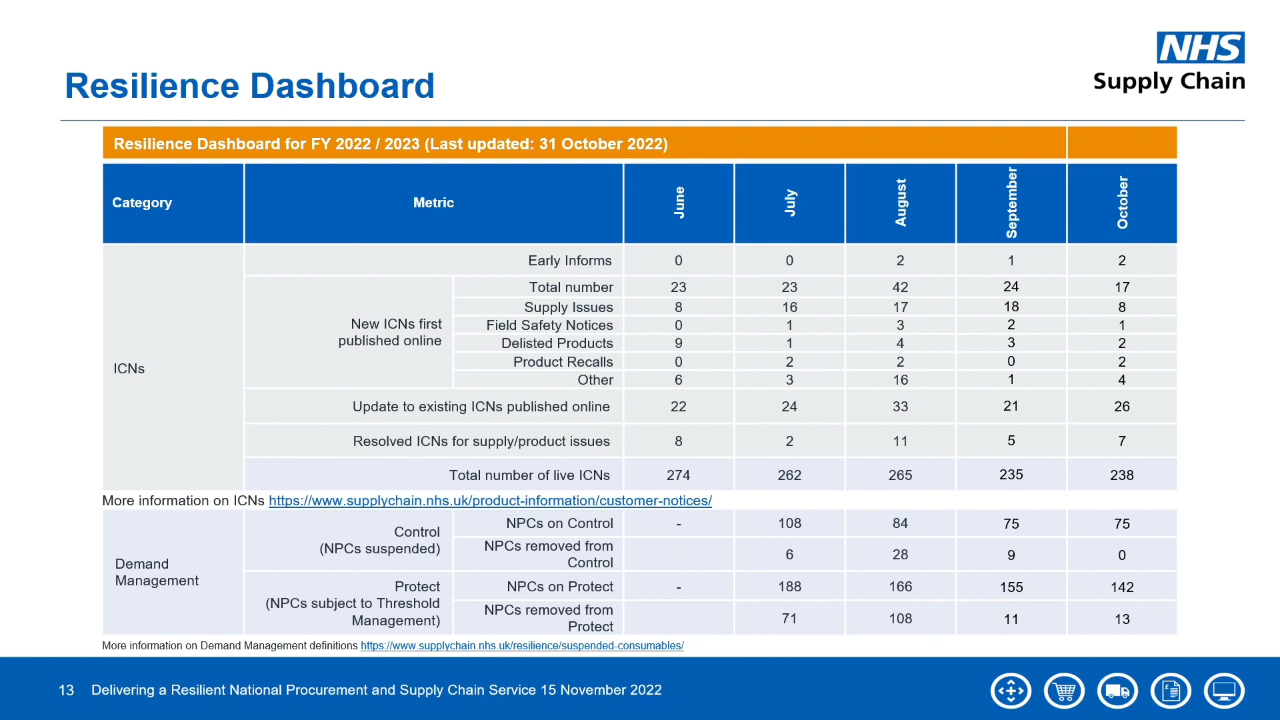 NHS
Supply Chain
Resilience Dashboard
Resilience Dashboard for FY 2022 / 2023 (Last updated: 31 October 2022)
Category Metric June July August September October
ICNs
Early Informs 0 0 2 1 2
New ICNs first
published online
Total number 23 23 42 24 17
Supply Issues 8 16 17 18 8
Field Safety Notices 0 1 3 2 1
Delisted Products 9 1 4 3 2
Product Recalls 0 2 2 0 2
Other 6 3 16 1 4
Update to existing ICNs published online 22 24 33 21 26
Resolved ICNs for supply/product issues 8 2 11 5 7
Total number of live ICNs 274 262 265 235 238
More information on ICNs https://www.supplychain.nhs.uk/product-information/customer-notices/
Demand
Management
Control
(NPCs suspended)
NPCs on Control - 108 84 75 75
NPCs removed from
Control 6 28 9 0
Protect
(NPCs subject to Threshold
Management)
NPCs on Protect - 188 166 155 142
NPCs removed from
Protect 71 108 11 13
More information on Demand Management definitions https://www.supplychain.nhs.uk/resilience/suspended-consumables/
13 Delivering a Resilient National Procurement and Supply Chain Service 15 November 2022